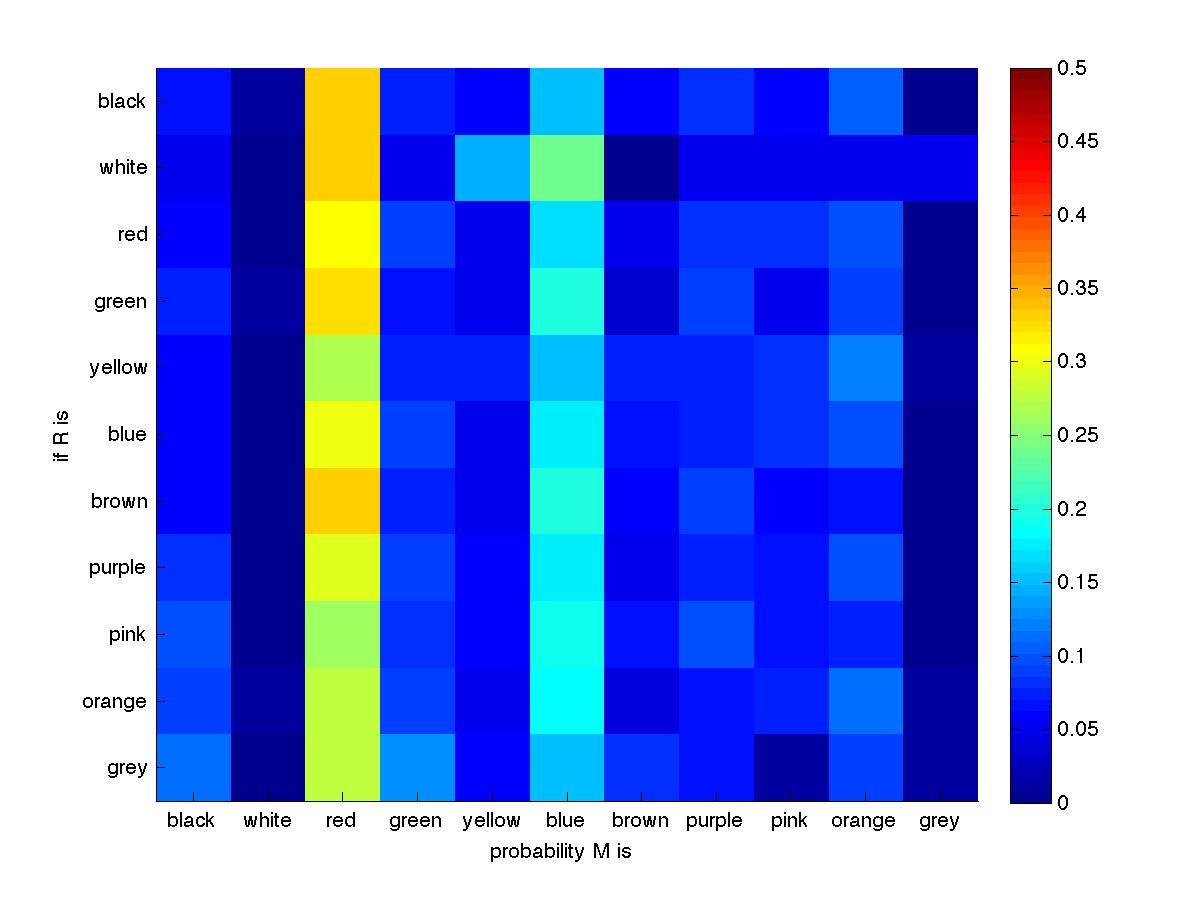 black
white
red
green
yellow
blue
brown
purple
pink
orange
grey
if R is
black white red green yellow blue brown purple pink orange grey
probability M is
0.5
0.45
0.4
0.35
0.3
0.25
0.2
0.15
0.1
0.05
0